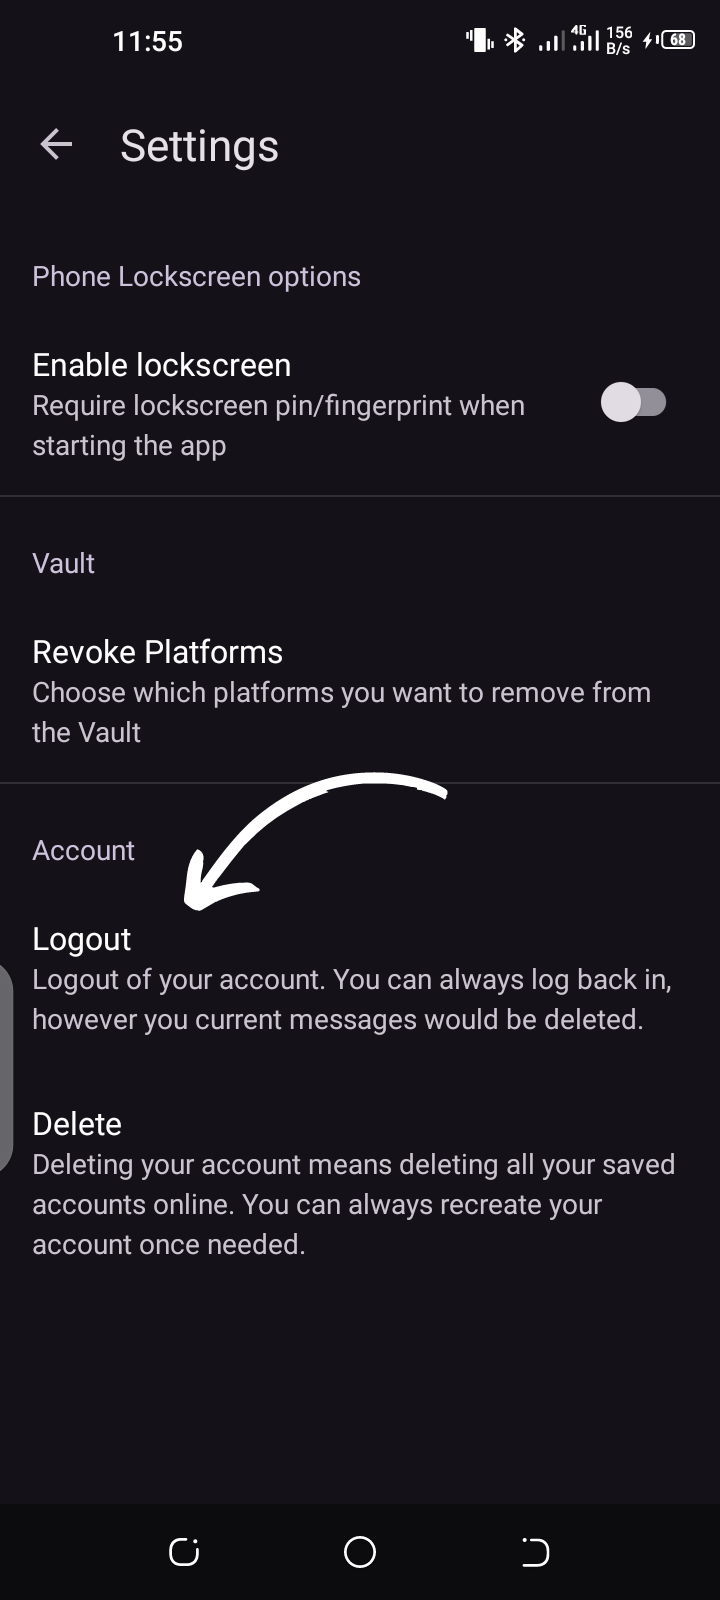 11:55
4G
156
B/s
68
Settings
Phone Lockscreen options
Enable lockscreen
Require lockscreen pin/fingerprint when
starting the app
Vault
Revoke Platforms
Choose which platforms you want to remove from
the Vault
Account
Logout
Logout of your account. You can always log back in,
however you current messages would be deleted.
Delete
Deleting your account means deleting all your saved
accounts online. You can always recreate your
account once needed.